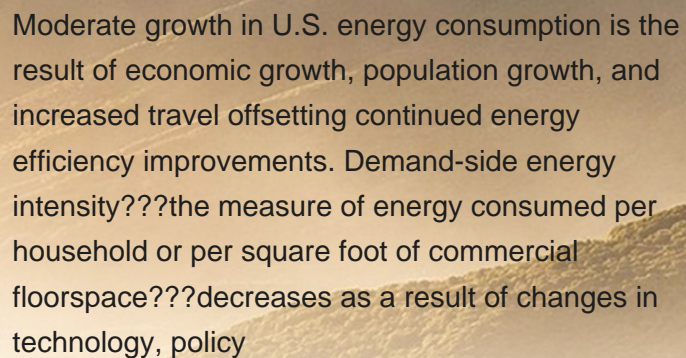 Moderate growth in U.S. energy consumption is the
result of economic growth, population growth, and
increased travel offsetting continued energy
efficiency improvements. Demand-side energy
intensity???the measure of energy consumed per
household or per square foot of commercial
floorspace???decreases as a result of changes in
technology, policy